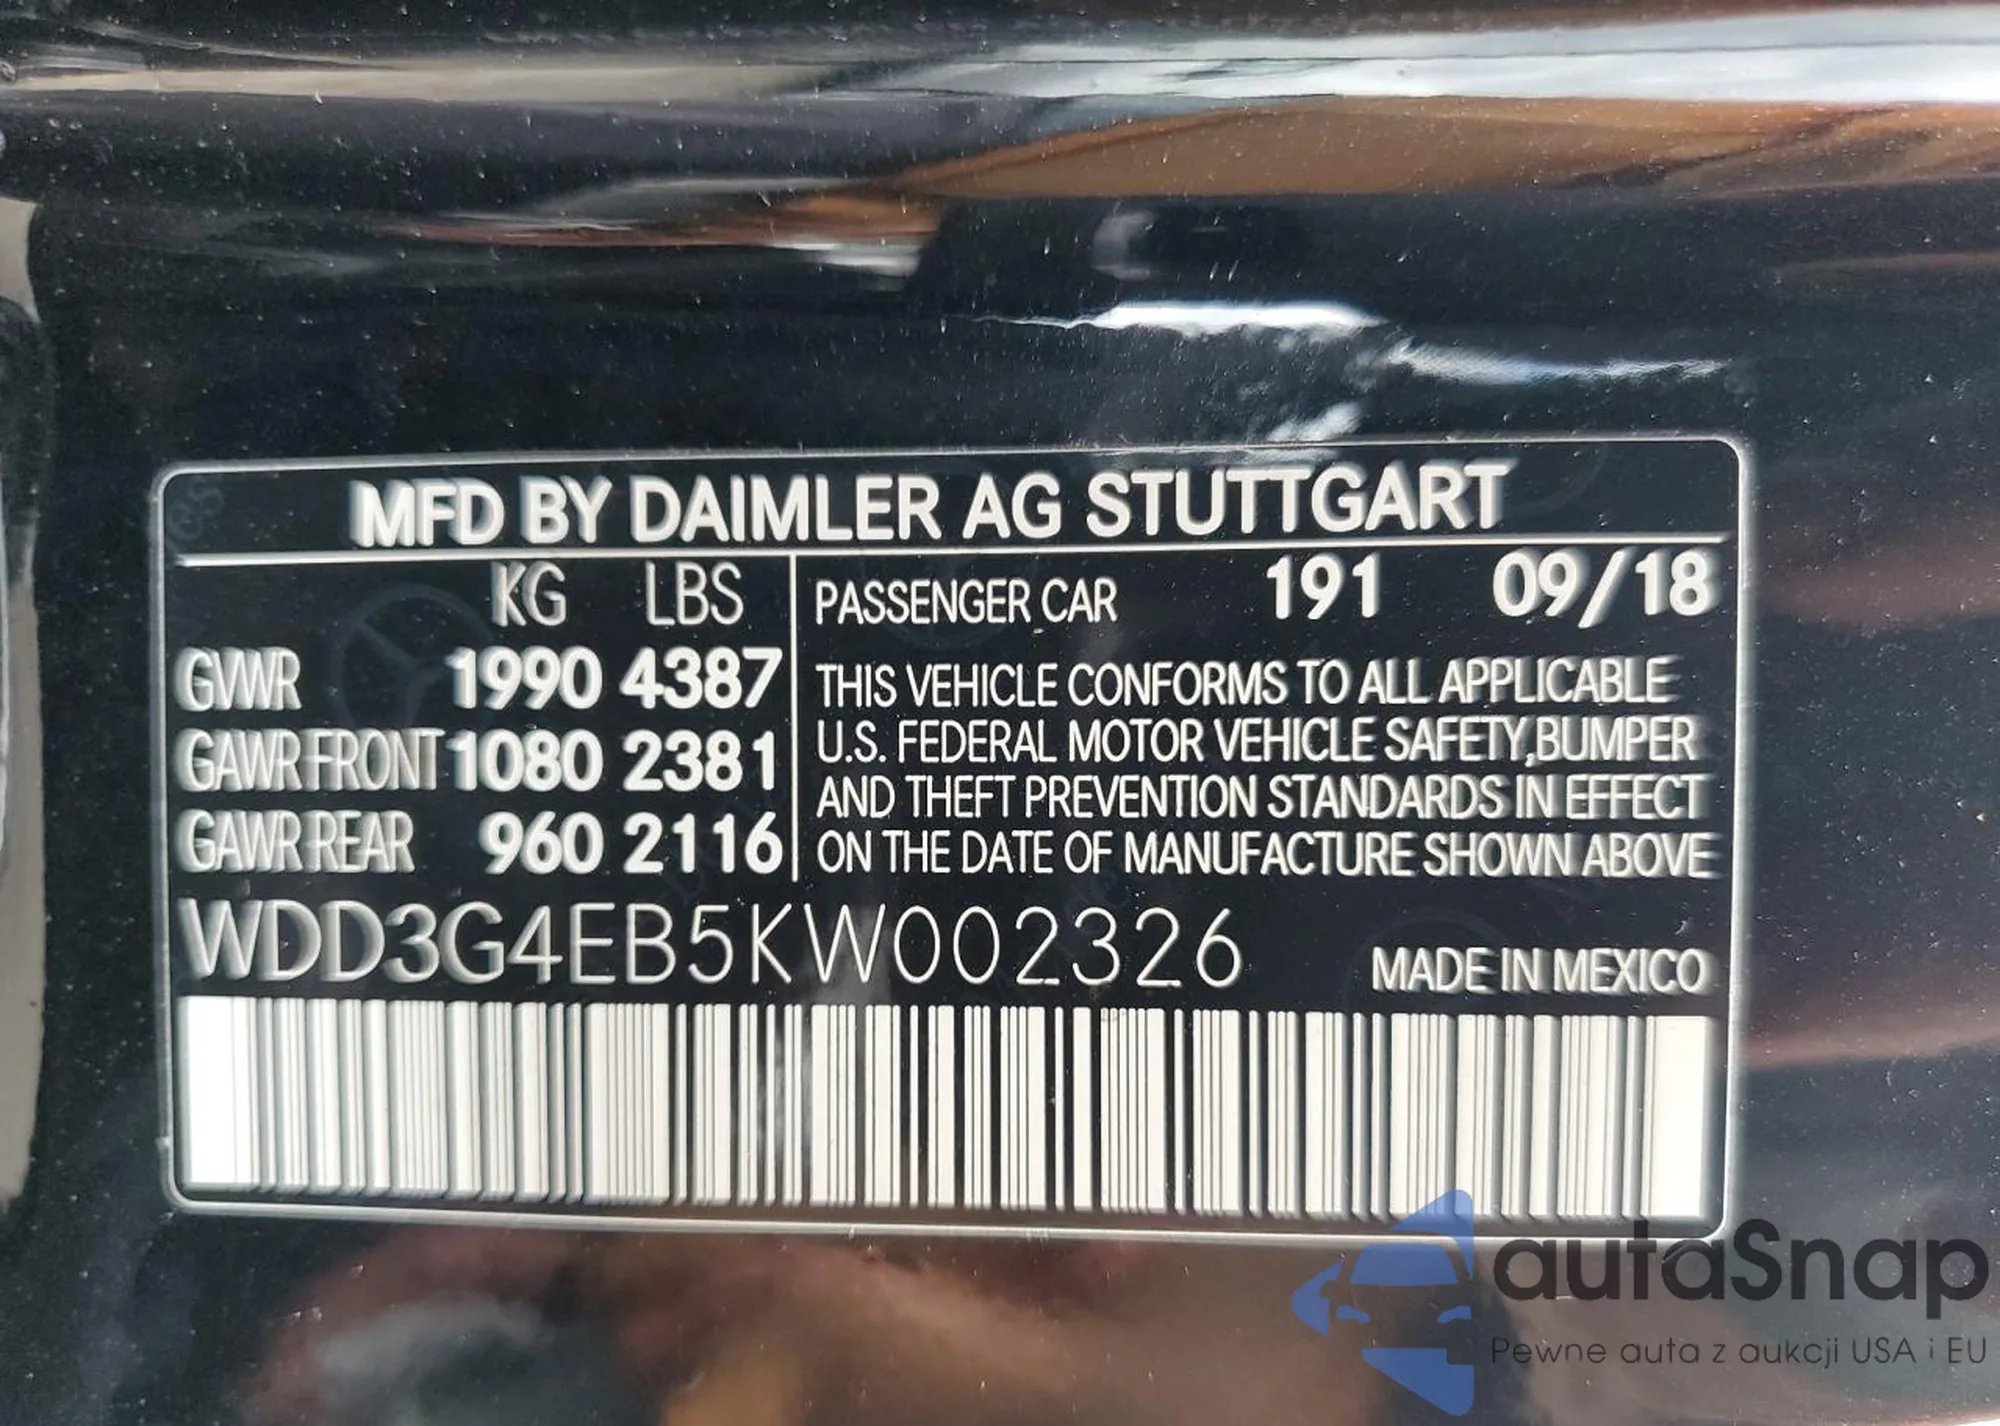 MFD BY DAIMLER AG STUTTGART
KG LBS
GVWR 1990 4387
GAWR FRONT 1080 2381
GAWR REAR 960 2116
PASSENGER CAR 191 09/18
THIS VEHICLE CONFORMS TO ALL APPLICABLE
U.S. FEDERAL MOTOR VEHICLE SAFETY, BUMPER
AND THEFT PREVENTION STANDARDS IN EFFECT
ON THE DATE OF MANUFACTURE SHOWN ABOVE
WDD3G4EB5KW002326
MADE IN MEXICO
autaSnap
Pewne auta z aukcji USA i EU